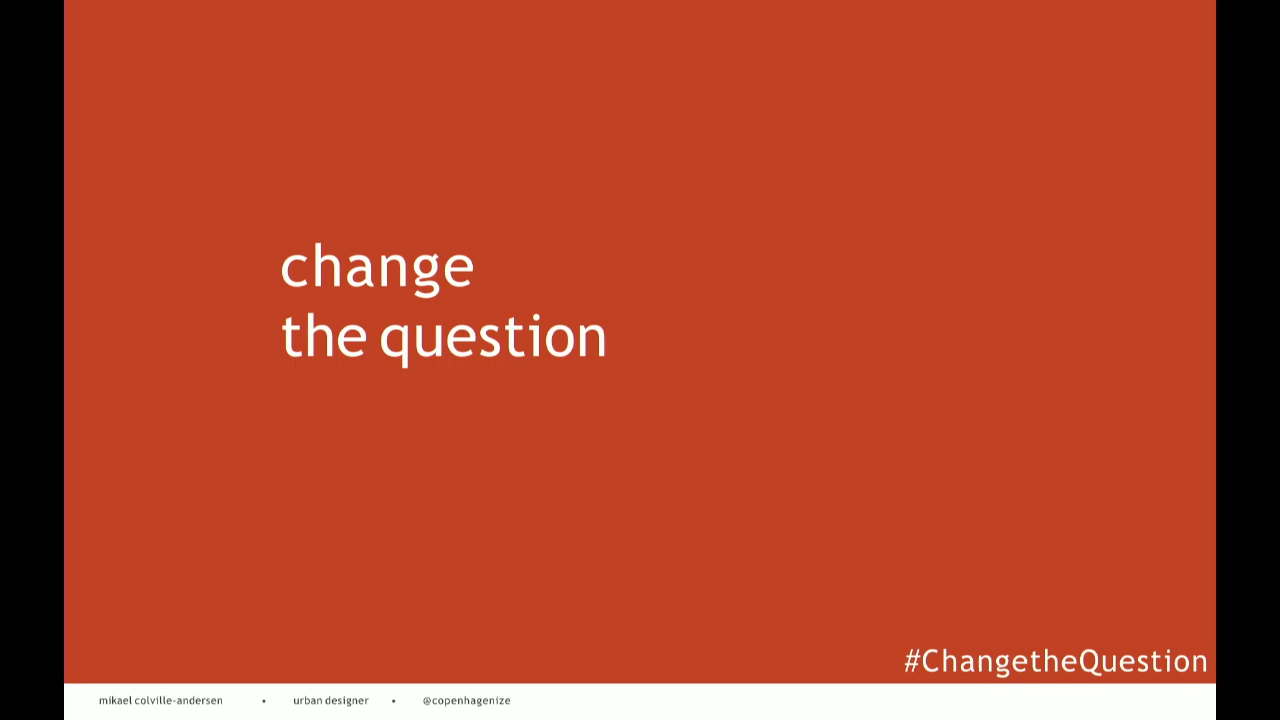 change
the question
#ChangetheQuestion
mikael colville-andersen • urban designer • @copenhagenize